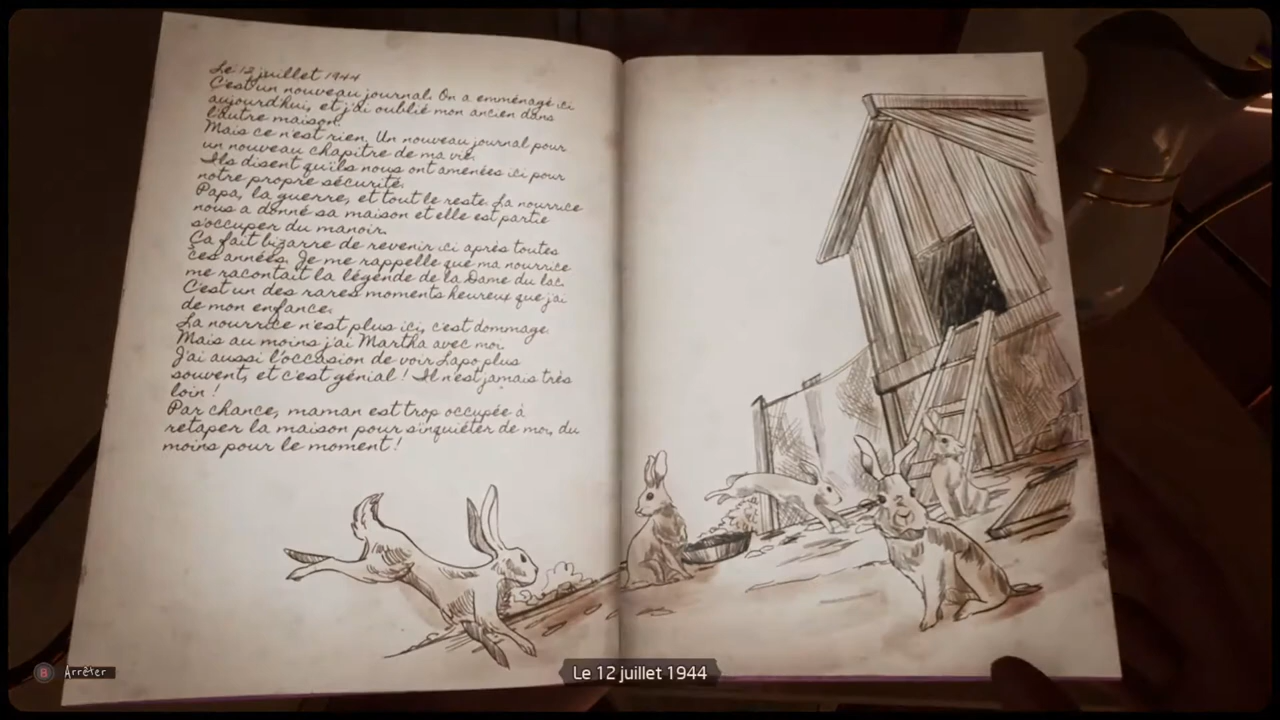 Le 12 juillet 1944
C'est un nouveau journal. On a emménagé ici
aujourd'hui, et j'ai oublié mon ancien dans
l'autre maison.
Mais ce n'est rien. Un nouveau journal pour
un nouveau chapitre de ma vie.
Ils disent qu'ils nous ont amenées ici pour
notre propre sécurité.
Papa, la guerre, et tout le reste. La nourrice
nous a donné sa maison et elle est partie
s'occuper du manoir.
Ça fait bizarre de revenir ici après toutes
ces années. Je me rappelle que ma nourrice
me racontait la légende de la Dame du lac.
C'est un des rares moments heureux que j'ai
de mon enfance.
La nourrice n'est plus ici, c'est dommage.
Mais au moins j'ai Martha avec moi.
J'ai aussi l'occasion de voir Lapo plus
souvent, et c'est génial ! Il n'est jamais très
loin !
Par chance, maman est trop occupée à
retaper la maison pour s'inquiéter de moi, du
moins pour le moment !
B Arrêter
Le 12 juillet 1944